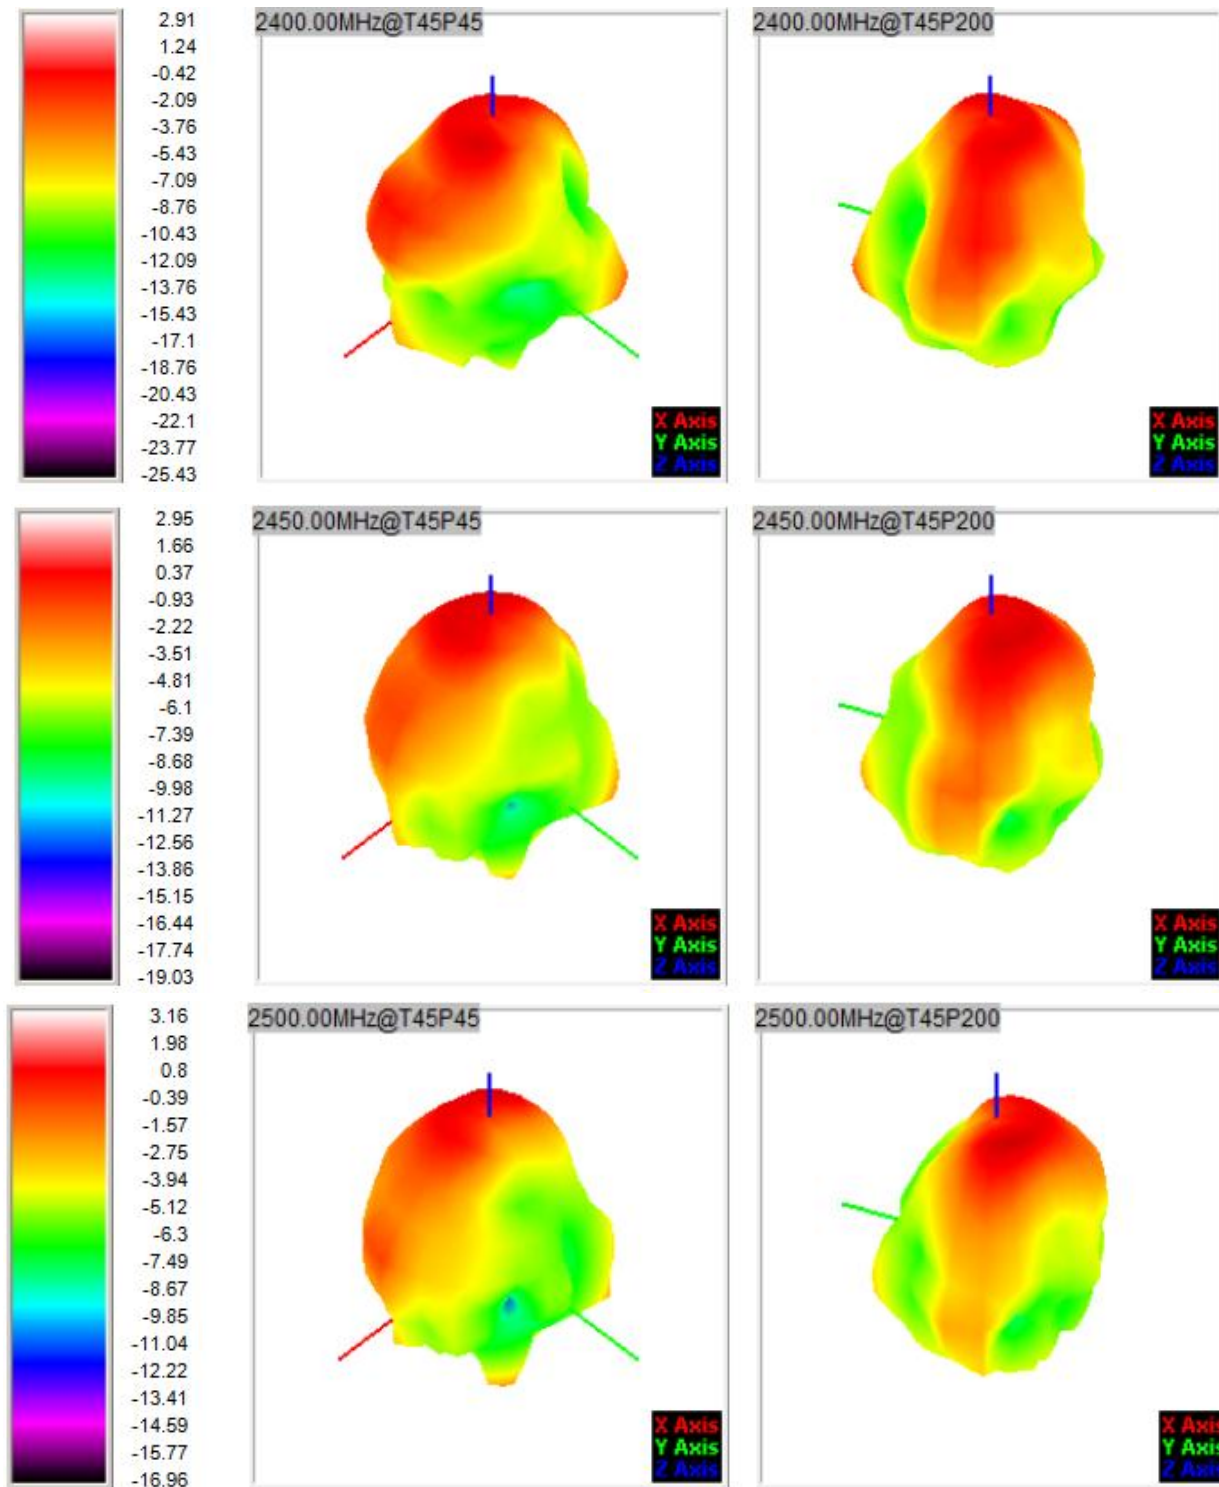 2.91
1.24
-0.42
-2.09
-3.76
-5.43
-7.09
-8.76
-10.43
-12.09
-13.76
-15.43
-17.1
-18.76
-20.43
-22.1
-23.77
-25.43
2400.00MHz@T45P45
X Axis
Y Axis
Z Axis
2400.00MHz@T45P200
X Axis
Y Axis
Z Axis
2.95
1.66
0.37
-0.93
-2.22
-3.51
-4.81
-6.1
-7.39
-8.68
-9.98
-11.27
-12.56
-13.86
-15.15
-16.44
-17.74
-19.03
2450.00MHz@T45P45
X Axis
Y Axis
Z Axis
2450.00MHz@T45P200
X Axis
Y Axis
Z Axis
3.16
1.98
0.8
-0.39
-1.57
-2.75
-3.94
-5.12
-6.3
-7.49
-8.67
-9.85
-11.04
-12.22
-13.41
-14.59
-15.77
-16.96
2500.00MHz@T45P45
X Axis
Y Axis
Z Axis
2500.00MHz@T45P200
X Axis
Y Axis
Z Axis